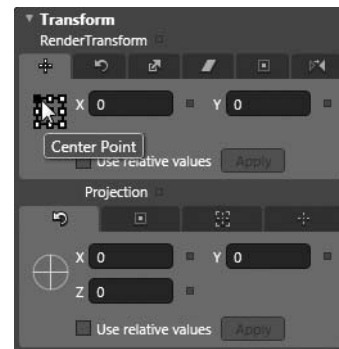 Transform
RenderTransform
X 0 Y 0
Center Point
Use relative values Apply
Projection
X 0 Y 0
Z 0
Use relative values Apply